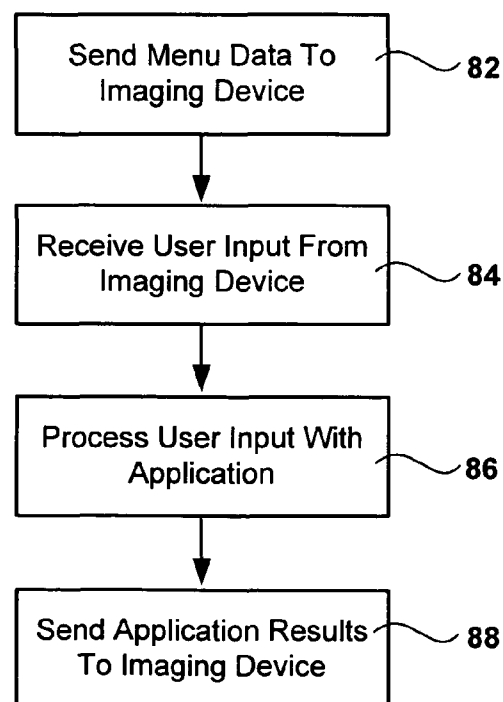 Send Menu Data To
Imaging Device
82
Receive User Input From
Imaging Device
84
Process User Input With
Application
86
Send Application Results
To Imaging Device
88